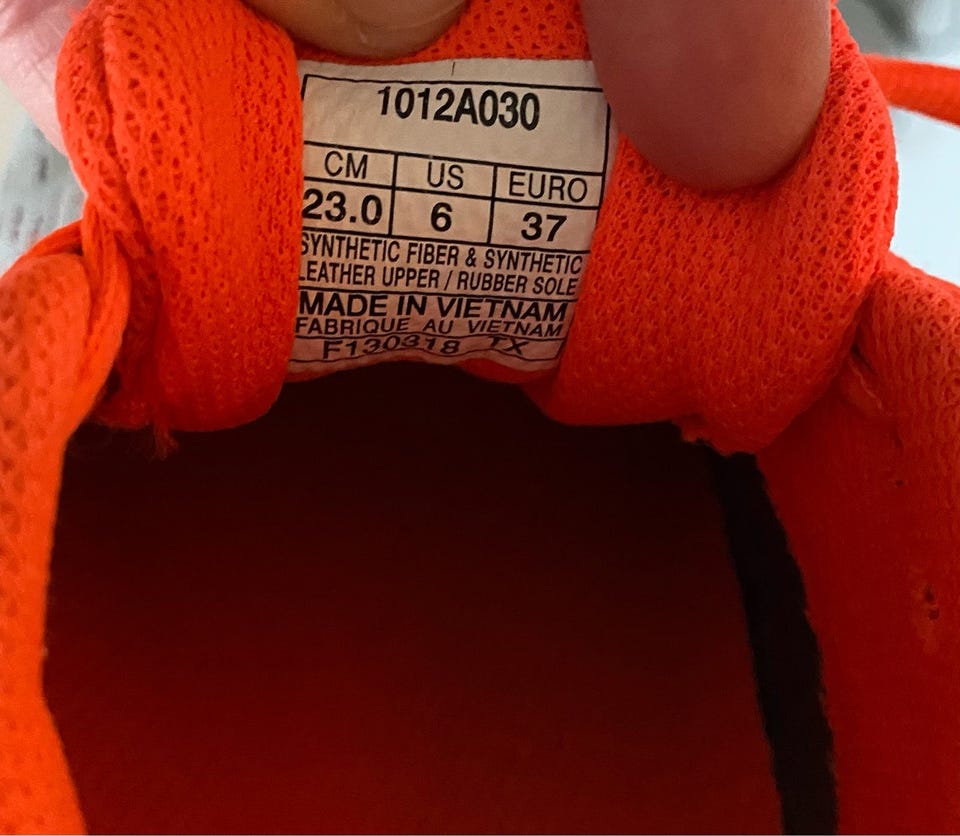 1012A030
CM US EURO
23.0 6 37
SYNTHETIC FIBER & SYNTHETIC
LEATHER UPPER / RUBBER SOLE
MADE IN VIETNAM
FABRIQUE AU VIETNAM
F130318 TX